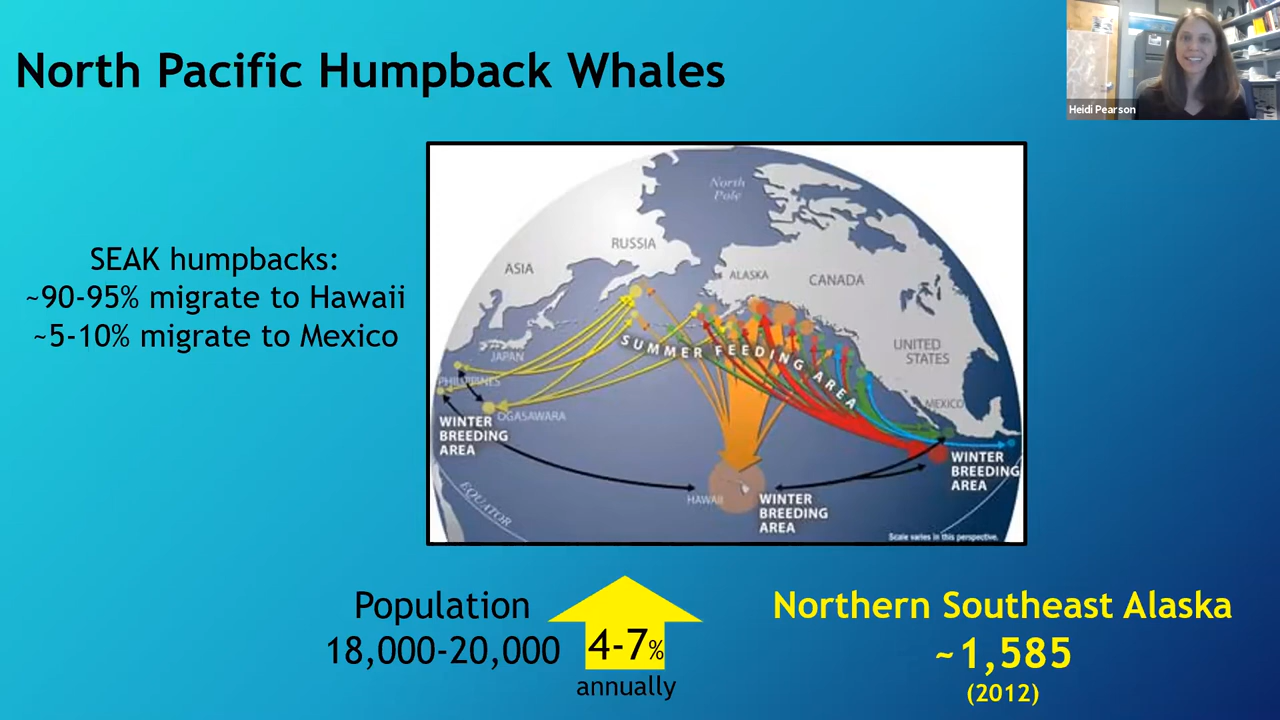 North Pacific Humpback Whales
Heidi Pearson
SEAK humpbacks:
~90-95% migrate to Hawaii
~5-10% migrate to Mexico
North
Pole
RUSSIA
ASIA
ALASKA
CANADA
SUMMER FEEDING AREA
UNITED
STATES
JAPAN
PHILIPPINES
MEXICO
OGASAWARA
WINTER
BREEDING
AREA
WINTER
BREEDING
AREA
EQUATOR
HAWAII
WINTER
BREEDING
AREA
Scale varies in this perspective.
Population
18,000-20,000
4-7%
annually
Northern Southeast Alaska
~1,585
(2012)